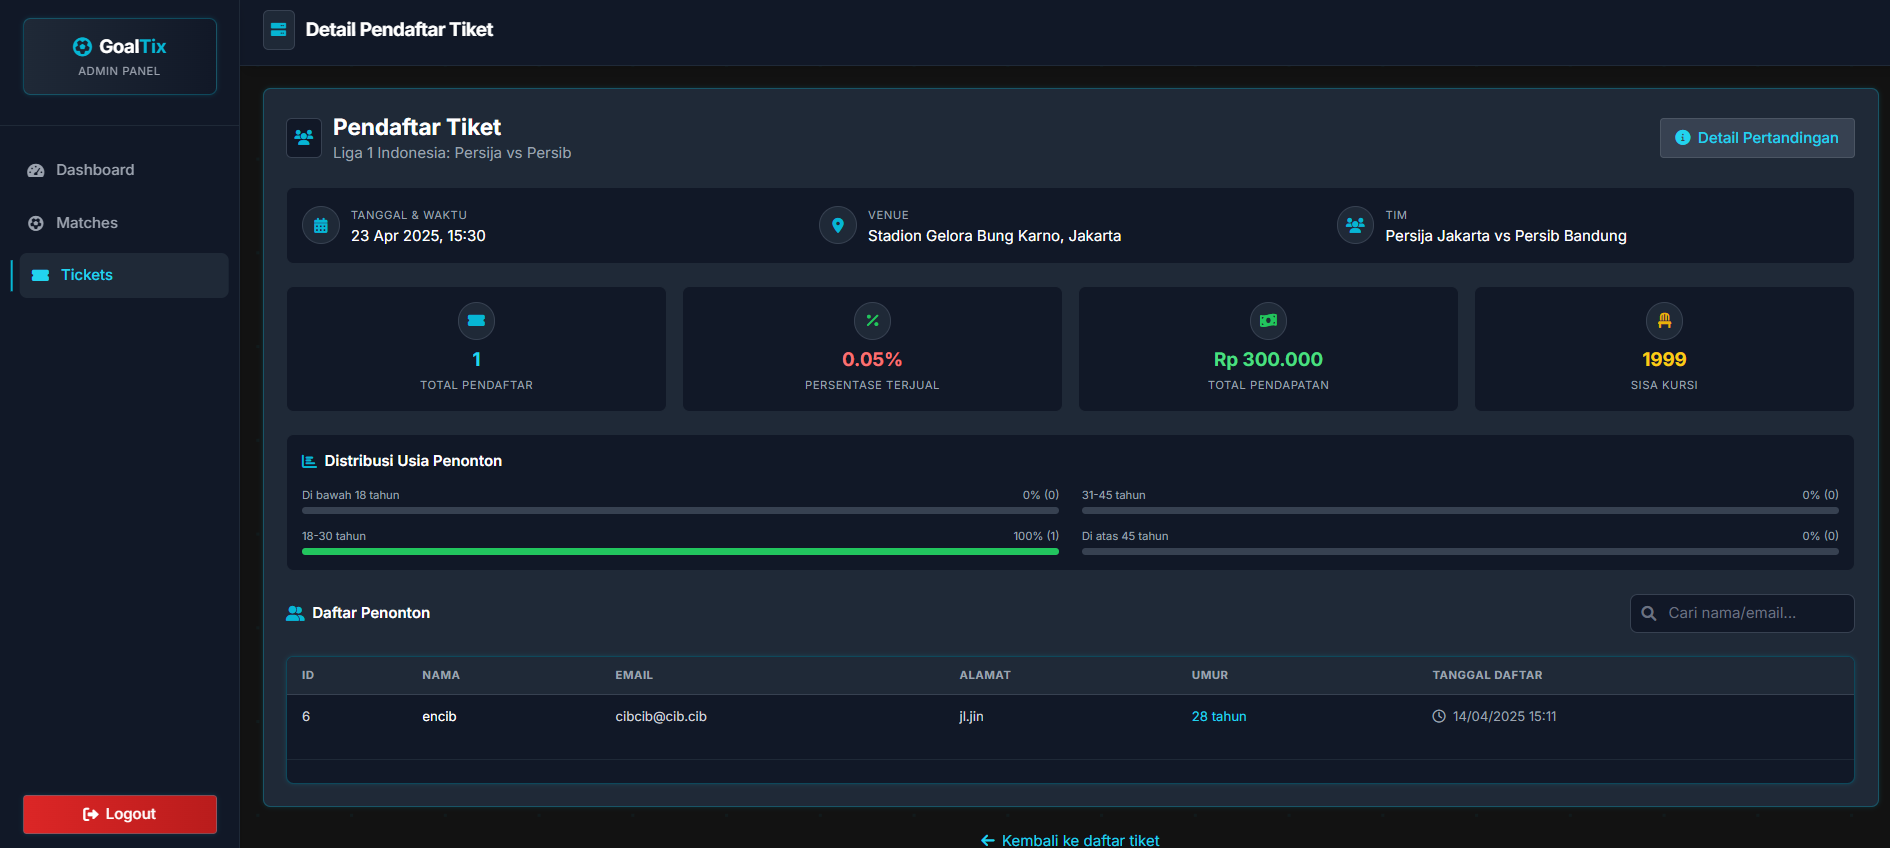 GoalTix
ADMIN PANEL
Dashboard
Matches
Tickets
Logout
Detail Pendaftar Tiket
Pendaftar Tiket
Liga 1 Indonesia: Persija vs Persib
Detail Pertandingan
TANGGAL & WAKTU
23 Apr 2025, 15:30
VENUE
Stadion Gelora Bung Karno, Jakarta
TIM
Persija Jakarta vs Persib Bandung
1
TOTAL PENDAFTAR
0.05%
PERSENTASE TERJUAL
Rp 300.000
TOTAL PENDAPATAN
1999
SISA KURSI
Distribusi Usia Penonton
Di bawah 18 tahun 0% (0)
31-45 tahun 0% (0)
18-30 tahun 100% (1)
Di atas 45 tahun 0% (0)
Daftar Penonton
Cari nama/email...
ID NAMA EMAIL ALAMAT UMUR TANGGAL DAFTAR
6 encib cibcib@cib.cib jl.jin 28 tahun 14/04/2025 15:11
Kembali ke daftar tiket